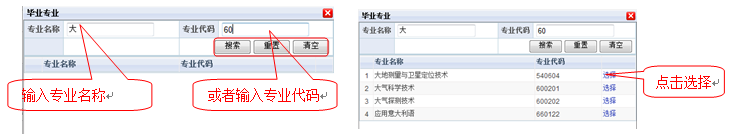 毕业专业
专业名称 大 专业代码 60
搜索 重置 清空
专业名称 专业代码
输入专业名称
或者输入专业代码
毕业专业
专业名称 大 专业代码 60
搜索 重置 清空
专业名称 专业代码
1 大地测量与卫星定位技术 540604 选择
2 大气科学技术 600201 选择
3 大气探测技术 600202 选择
4 应用意大利语 660122 选择
点击选择